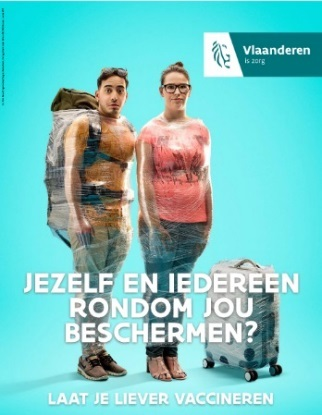 Vlaanderen
is zorg
JEZELF EN IEDEREEN
RONDOM JOU
BESCHERMEN?
LAAT JE LIEVER VACCINEREN